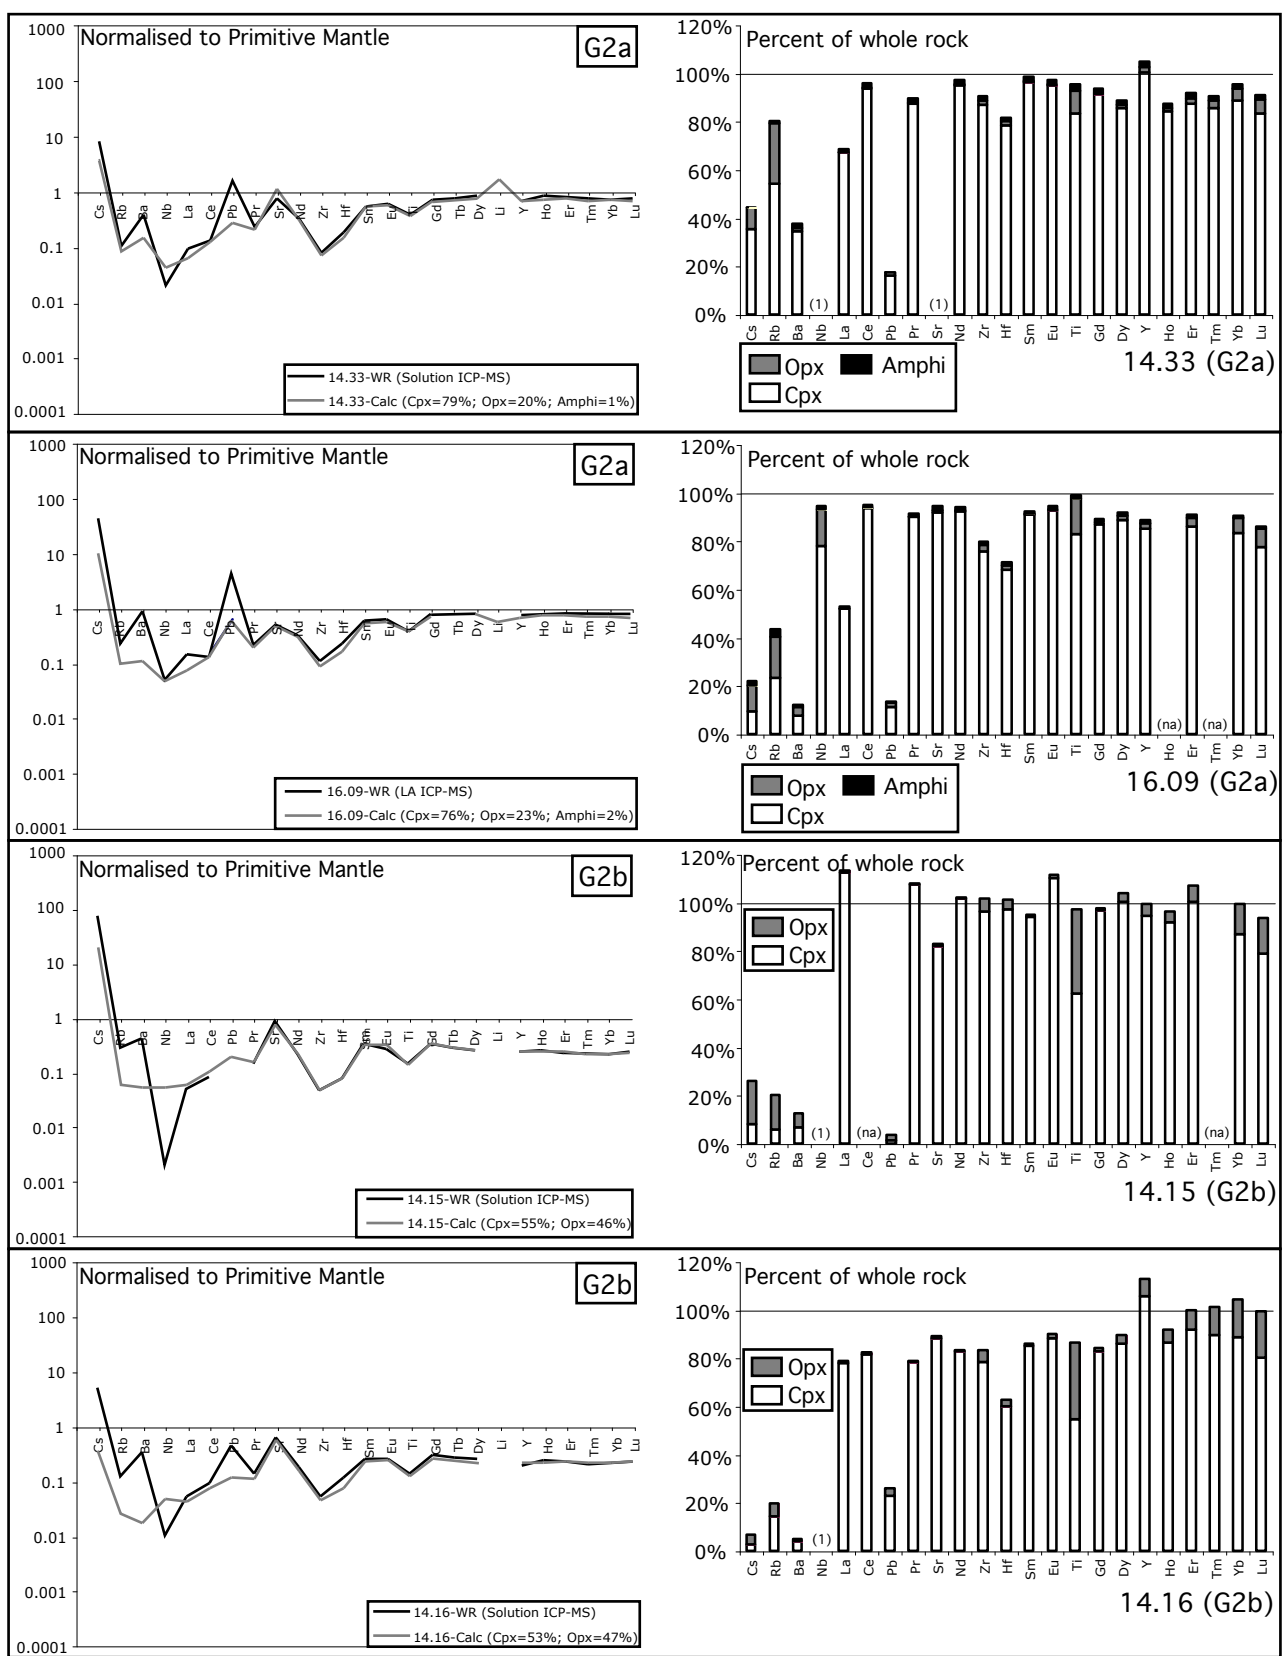 Normalised to Primitive Mantle
G2a
1000
100
10
1
0.1
0.01
0.001
0.0001
Cs Rb Ba Nb La Ce Pb Pr Sr Nd Zr Hf Sm Eu Ti Gd Tb Dy Li Y Ho Er Tm Yb Lu
14.33-WR (Solution ICP-MS)
14.33-Calc (Cpx=79%; Opx=20%; Amphi=1%)
Percent of whole rock
120%
100%
80%
60%
40%
20%
0%
(1) (1)
Cs Rb Ba Nb La Ce Pb Pr Sr Nd Zr Hf Sm Eu Ti Gd Dy Y Ho Er Tm Yb Lu
Opx Amphi
Cpx
14.33 (G2a)
Normalised to Primitive Mantle
G2a
1000
100
10
1
0.1
0.01
0.001
0.0001
Cs Rb Ba Nb La Ce Pb Pr Sr Nd Zr Hf Sm Eu Ti Gd Tb Dy Li Y Ho Er Tm Yb Lu
16.09-WR (LA ICP-MS)
16.09-Calc (Cpx=76%; Opx=23%; Amphi=2%)
Percent of whole rock
120%
100%
80%
60%
40%
20%
0%
(na) (na)
Cs Rb Ba Nb La Ce Pb Pr Sr Nd Zr Hf Sm Eu Ti Gd Dy Y Ho Er Tm Yb Lu
Opx Amphi
Cpx
16.09 (G2a)
Normalised to Primitive Mantle
G2b
1000
100
10
1
0.1
0.01
0.001
0.0001
Cs Rb Ba Nb La Ce Pb Pr Sr Nd Zr Hf Sm Eu Ti Gd Tb Dy Li Y Ho Er Tm Yb Lu
14.15-WR (Solution ICP-MS)
14.15-Calc (Cpx=55%; Opx=46%)
Percent of whole rock
120%
100%
80%
60%
40%
20%
0%
Opx
Cpx
(1) (na) (na)
Cs Rb Ba Nb La Ce Pb Pr Sr Nd Zr Hf Sm Eu Ti Gd Dy Y Ho Er Tm Yb Lu
14.15 (G2b)
Normalised to Primitive Mantle
G2b
1000
100
10
1
0.1
0.01
0.001
0.0001
Cs Rb Ba Nb La Ce Pb Pr Sr Nd Zr Hf Sm Eu Ti Gd Tb Dy Li Y Ho Er Tm Yb Lu
14.16-WR (Solution ICP-MS)
14.16-Calc (Cpx=53%; Opx=47%)
Percent of whole rock
120%
100%
80%
60%
40%
20%
0%
Opx
Cpx
(1)
Cs Rb Ba Nb La Ce Pb Pr Sr Nd Zr Hf Sm Eu Ti Gd Dy Y Ho Er Tm Yb Lu
14.16 (G2b)